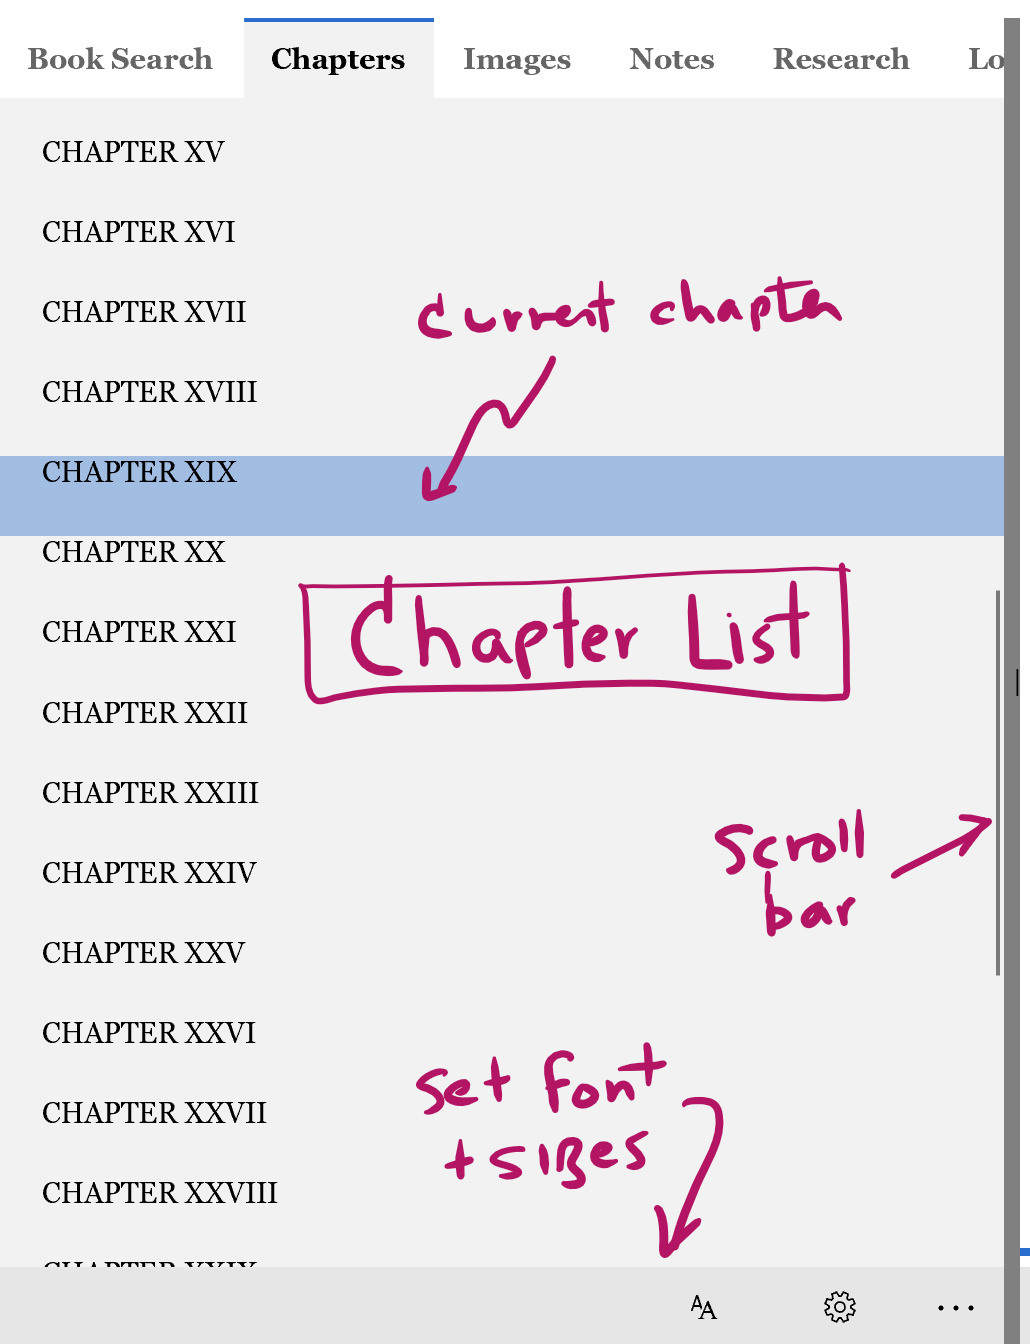 Book Search Chapters Images Notes Research Lo
CHAPTER XV
CHAPTER XVI
CHAPTER XVII
current chapter
CHAPTER XVIII
CHAPTER XIX
CHAPTER XX
Chapter List
CHAPTER XXI
CHAPTER XXII
CHAPTER XXIII
scroll
bar
CHAPTER XXIV
CHAPTER XXV
CHAPTER XXVI
set font
+ sizes
CHAPTER XXVII
CHAPTER XXVIII
CHAPTER XXIX
AA ...